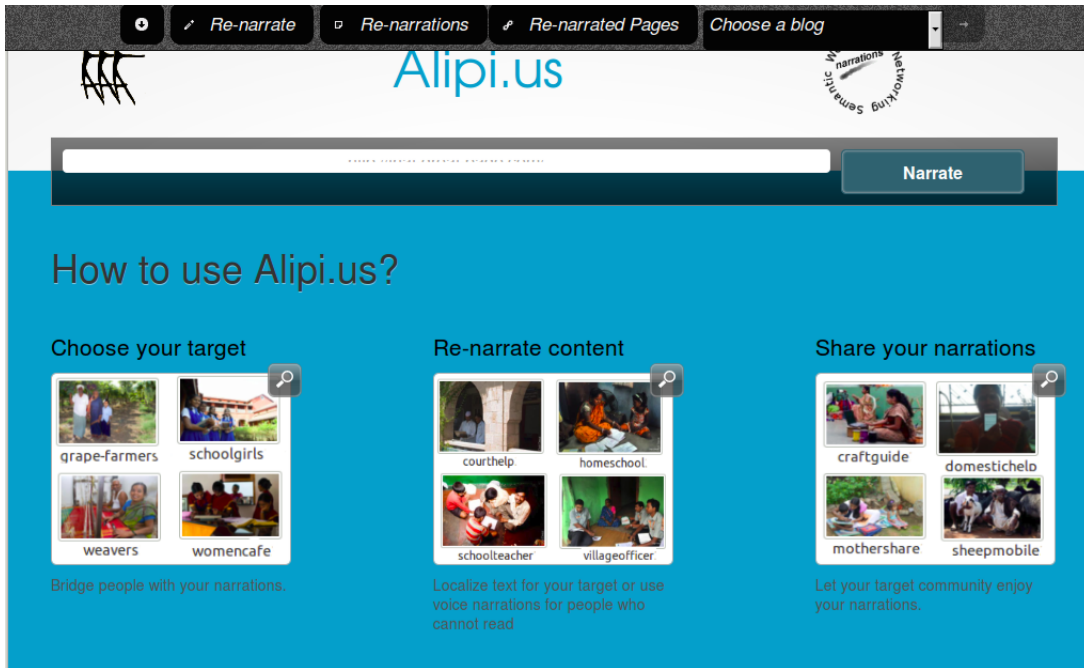 Re-narrate Re-narrations Re-narrated Pages Choose a blog
Alipi.us
narrations
Networking
Semantic
Narrate
How to use Alipi.us?
Choose your target
grape-farmers schoolgirls
weavers womencafe
Bridge people with your narrations.
Re-narrate content
courthelp homeschool
schoolteacher villageofficer
Localize text for your target or use
voice narrations for people who
cannot read
Share your narrations
craftguide domestichelp
mothershare sheepmobile
Let your target community enjoy
your narrations.